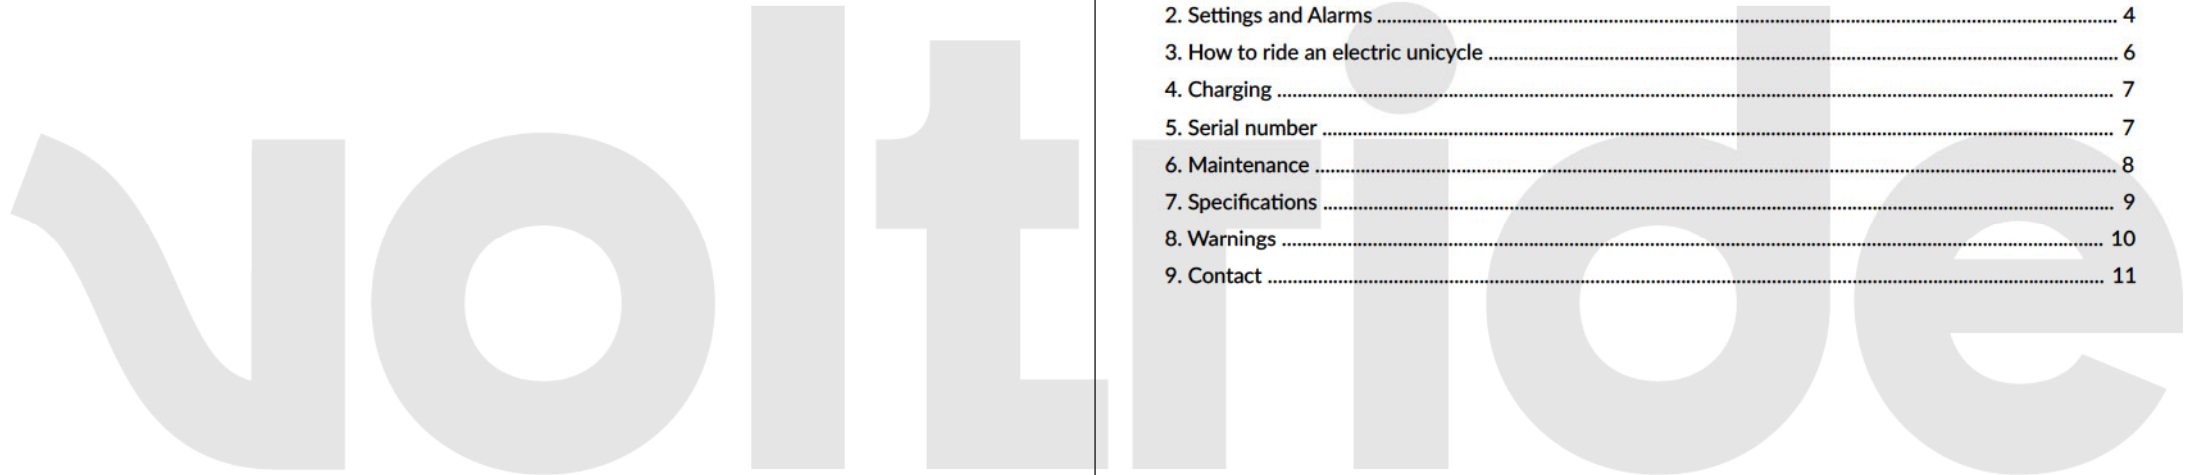 voltride
2. Settings and Alarms ........................................ 4
3. How to ride an electric unicycle ........................................ 6
4. Charging ........................................ 7
5. Serial number ........................................ 7
6. Maintenance ........................................ 8
7. Specifications ........................................ 9
8. Warnings ........................................ 10
9. Contact ........................................ 11